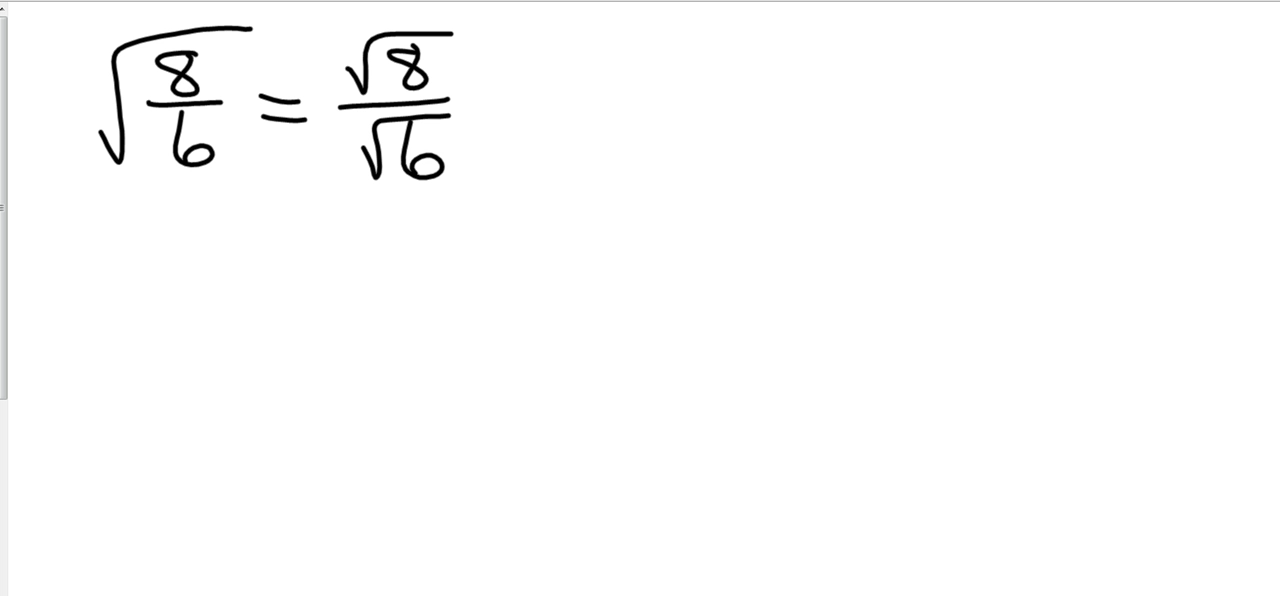 √(8/6) = √8/√6